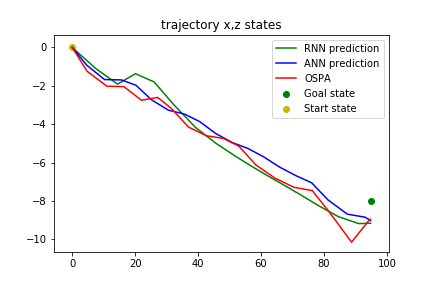 trajectory x,z states
RNN prediction
ANN prediction
OSPA
Goal state
Start state
0
−2
−4
−6
−8
−10
0 20 40 60 80 100